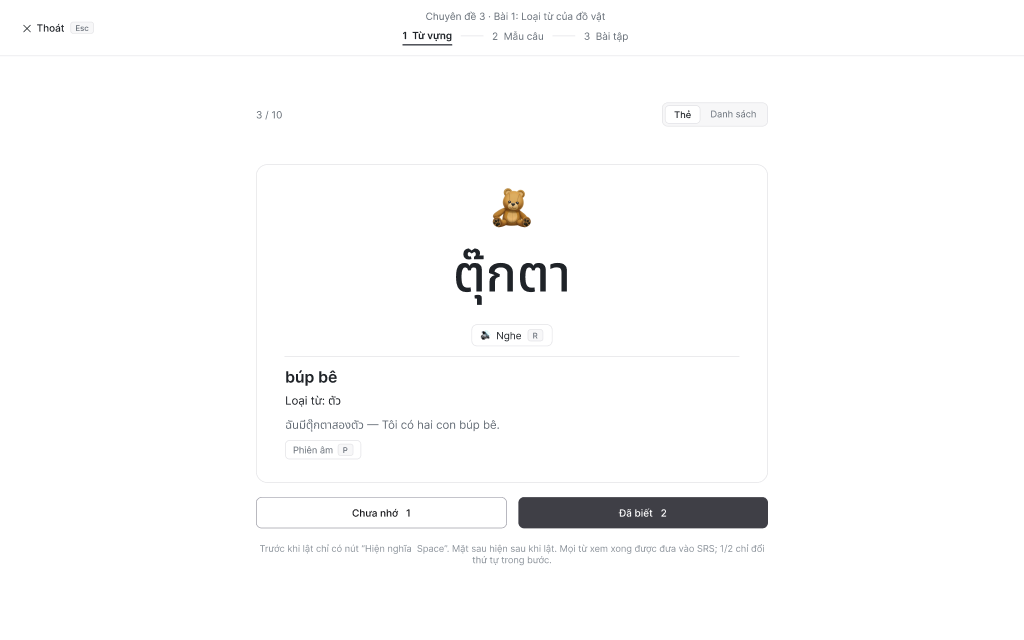 Thoát Esc
Chuyên đề 3 · Bài 1: Loại từ của đồ vật
1 Từ vựng 2 Mẫu câu 3 Bài tập
3 / 10
Thẻ Danh sách
ตุ๊กตา
Nghe R
búp bê
Loại từ: ตัว
ฉันมีตุ๊กตาสองตัว — Tôi có hai con búp bê.
Phiên âm P
Chưa nhớ 1
Đã biết 2
Trước khi lật chỉ có nút “Hiện nghĩa Space”. Mặt sau hiện sau khi lật. Mọi từ xem xong được đưa vào SRS; 1/2 chỉ đổi
thứ tự trong bước.